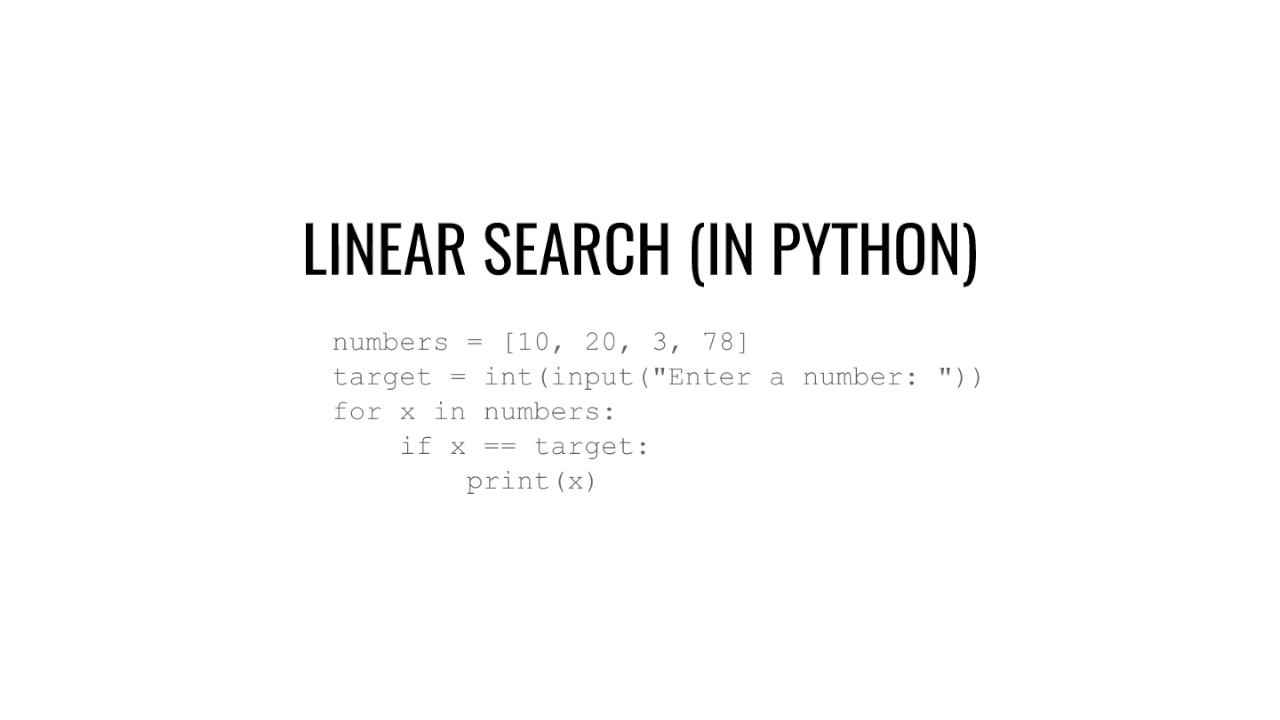 LINEAR SEARCH (IN PYTHON)
numbers = [10, 20, 3, 78]
target = int(input("Enter a number: "))
for x in numbers:
    if x == target:
        print(x)